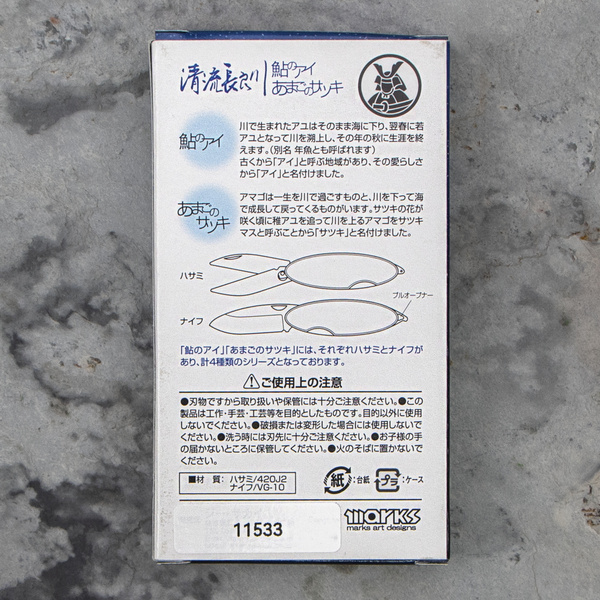 清流長良川 鮎のアイ
あまごのサツキ
鮎のアイ
川で生まれたアユはそのまま海に下り、翌春に若
アユとなって川を溯上し、その年の秋に生涯を終
えます。(別名 年魚とも呼ばれます)
古くから「アイ」と呼ぶ地域があり、その愛らしさ
から「アイ」と名付けました。
あまごの
サツキ
アマゴは一生を川で過ごすものと、川を下って海
で成長して戻ってくるものがいます。サツキの花が
咲く頃に稚アユを追って川を上るアマゴをサツキ
マスと呼ぶことから「サツキ」と名付けました。
ハサミ
プルオープナー
ナイフ
「鮎のアイ」「あまごのサツキ」には、それぞれハサミとナイフが
あり、計4種類のシリーズとなっております。
ご使用上の注意
●刃物ですから取り扱いや保管には十分ご注意ください。●この
製品は工作・手芸・工芸等を目的としたものです。目的以外に使用
しないでください。●破損または変形した場合には使用しないで
ください。●洗う時には刃先に十分ご注意ください。●お子様の手
の届かないところに保管してください。●火のそばに置かないで
ください。
■材 質: ハサミ/420J2
ナイフ/VG-10
紙:台紙 プラ:ケース
11533
marks
marks art designs